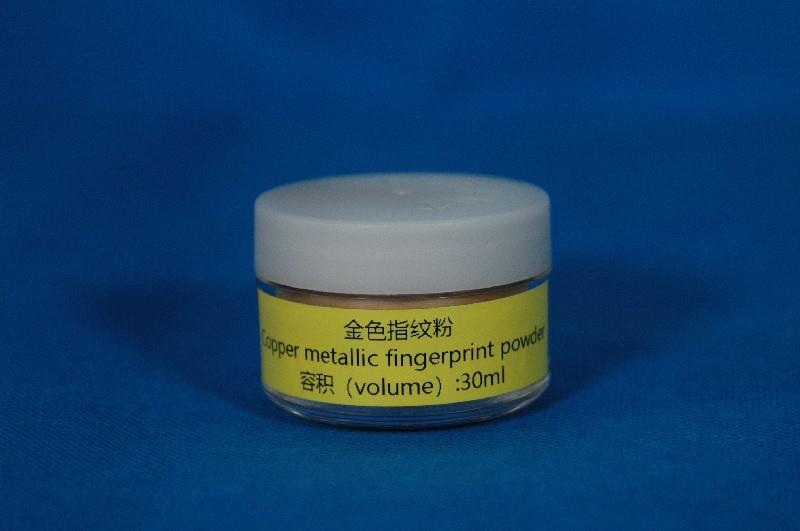 金色指纹粉
Copper metallic fingerprint powder
容积（volume）:30ml